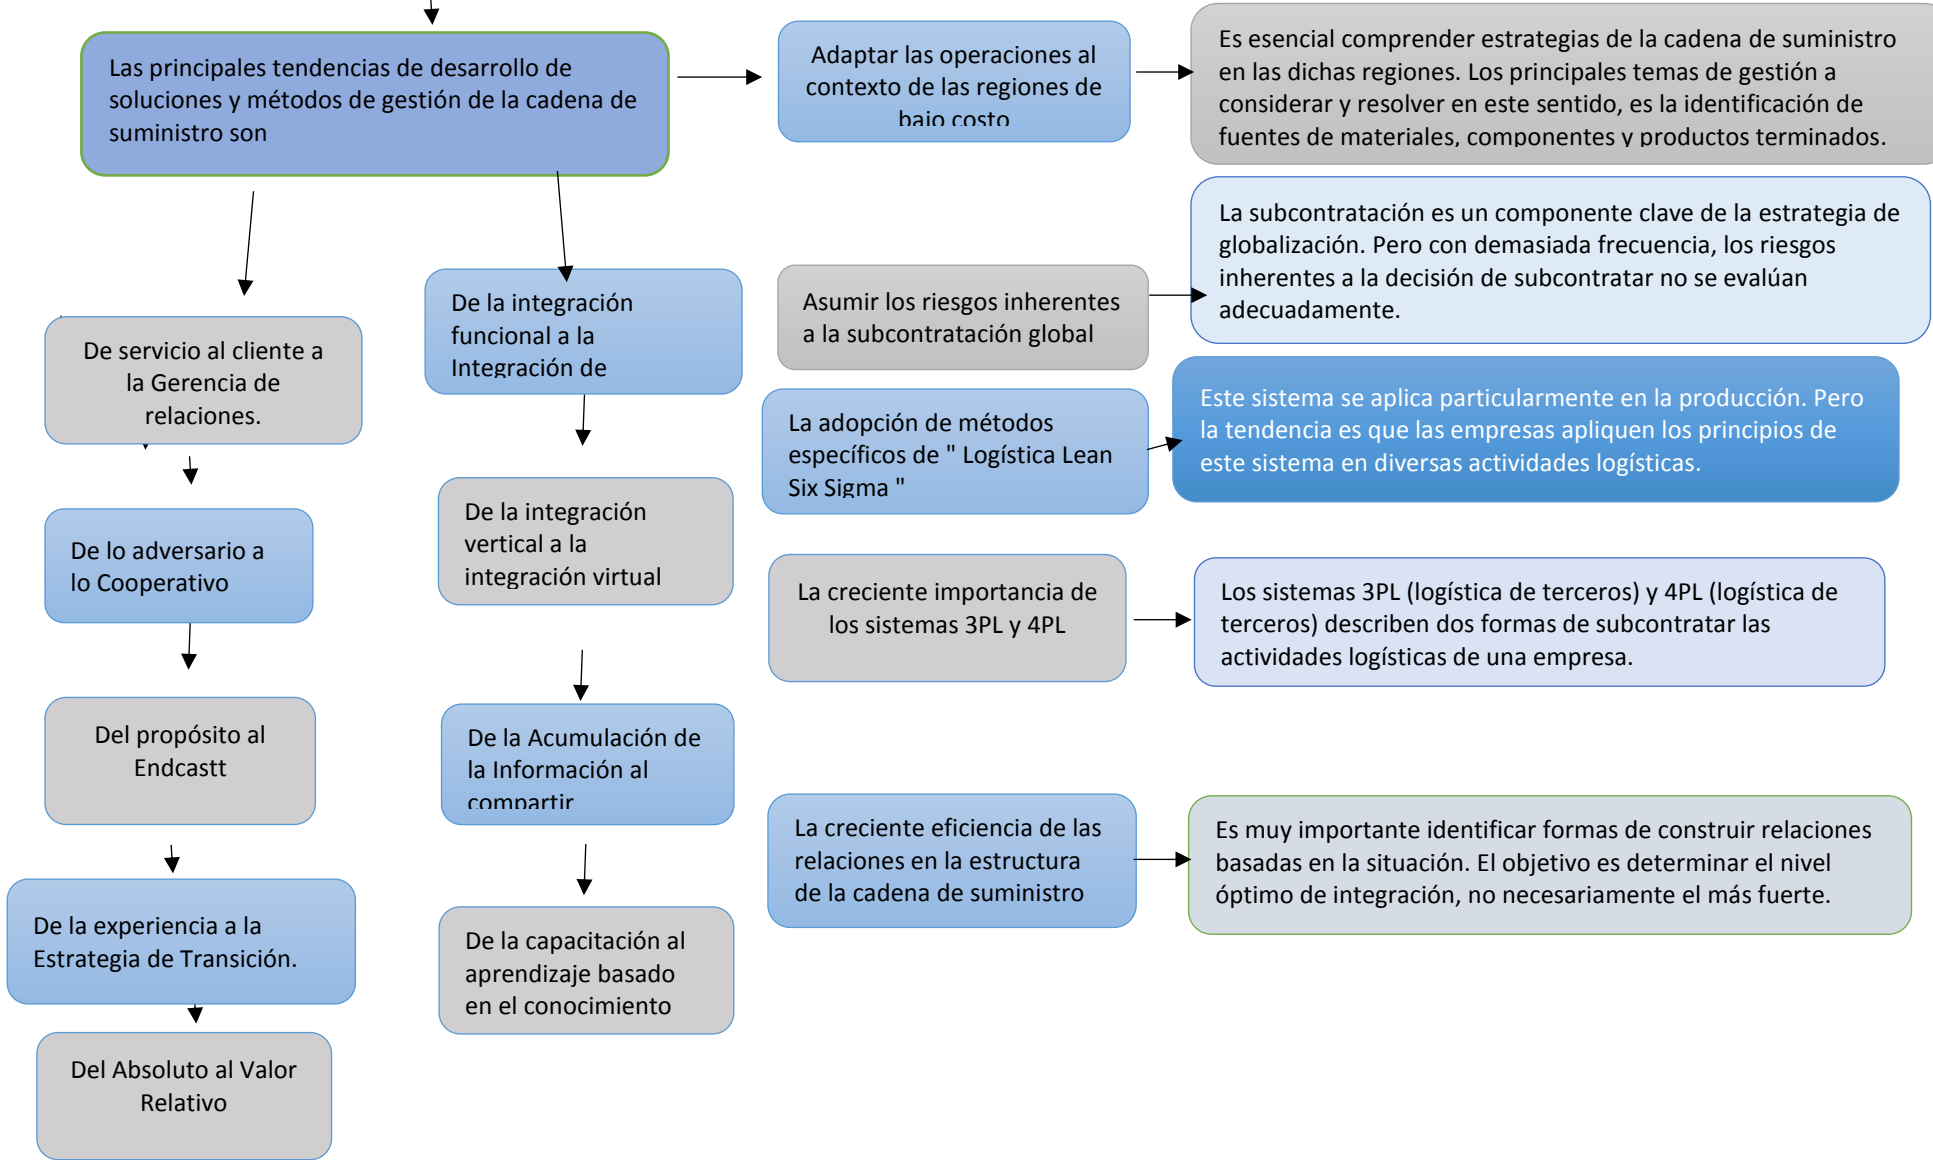 Las principales tendencias de desarrollo de
soluciones y métodos de gestión de la cadena de
suministro son
Adaptar las operaciones al
contexto de las regiones de
bajo costo
Es esencial comprender estrategias de la cadena de suministro
en las dichas regiones. Los principales temas de gestión a
considerar y resolver en este sentido, es la identificación de
fuentes de materiales, componentes y productos terminados.
De servicio al cliente a
la Gerencia de
relaciones.
De lo adversario a
lo Cooperativo
Del propósito al
Endcastt
De la experiencia a la
Estrategia de Transición.
Del Absoluto al Valor
Relativo
De la integración
funcional a la
Integración de
De la integración
vertical a la
integración virtual
De la Acumulación de
la Información al
compartir
De la capacitación al
aprendizaje basado
en el conocimiento
Asumir los riesgos inherentes
a la subcontratación global
La subcontratación es un componente clave de la estrategia de
globalización. Pero con demasiada frecuencia, los riesgos
inherentes a la decisión de subcontratar no se evalúan
adecuadamente.
La adopción de métodos
específicos de " Logística Lean
Six Sigma "
Este sistema se aplica particularmente en la producción. Pero
la tendencia es que las empresas apliquen los principios de
este sistema en diversas actividades logísticas.
La creciente importancia de
los sistemas 3PL y 4PL
Los sistemas 3PL (logística de terceros) y 4PL (logística de
terceros) describen dos formas de subcontratar las
actividades logísticas de una empresa.
La creciente eficiencia de las
relaciones en la estructura
de la cadena de suministro
Es muy importante identificar formas de construir relaciones
basadas en la situación. El objetivo es determinar el nivel
óptimo de integración, no necesariamente el más fuerte.